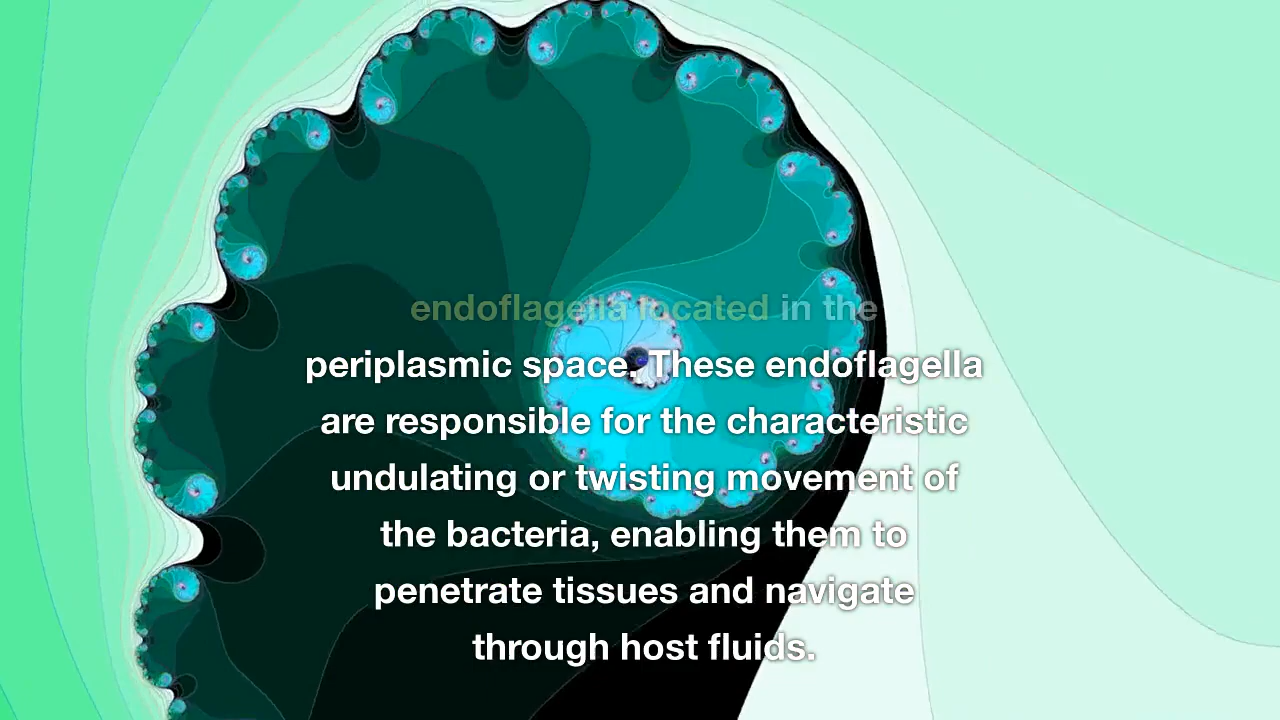 endoflagella located in the
periplasmic space. These endoflagella
are responsible for the characteristic
undulating or twisting movement of
the bacteria, enabling them to
penetrate tissues and navigate
through host fluids.